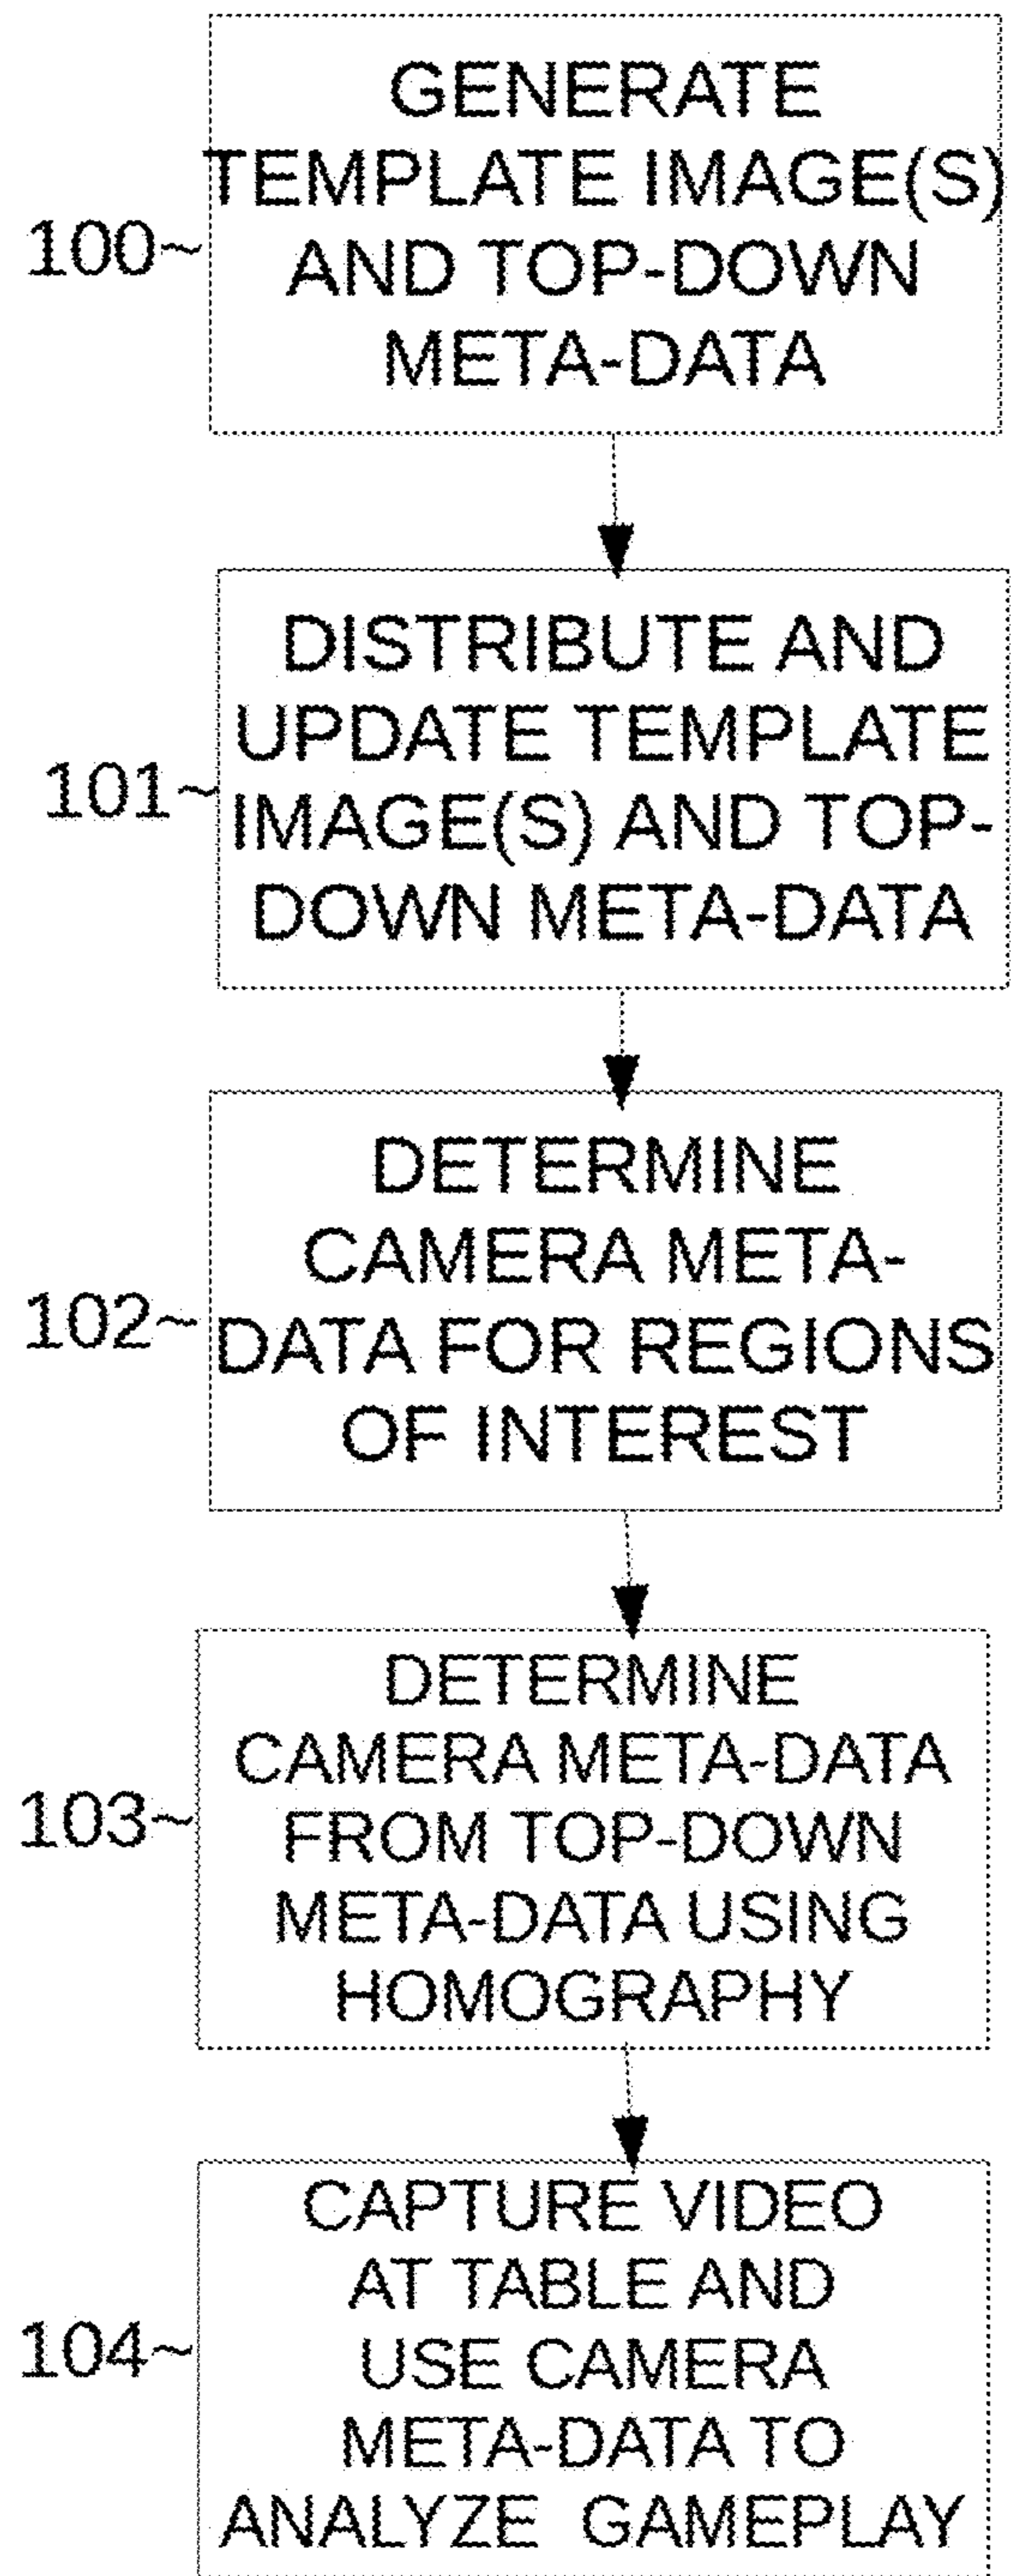 GENERATE
TEMPLATE IMAGE(S)
100~ AND TOP-DOWN
META-DATA
DISTRIBUTE AND
UPDATE TEMPLATE
101~ IMAGE(S) AND TOP-
DOWN META-DATA
DETERMINE
CAMERA META-
102~ DATA FOR REGIONS
OF INTEREST
DETERMINE
CAMERA META-DATA
103~ FROM TOP-DOWN
META-DATA USING
HOMOGRAPHY
CAPTURE VIDEO
AT TABLE AND
104~ USE CAMERA
META-DATA TO
ANALYZE GAMEPLAY